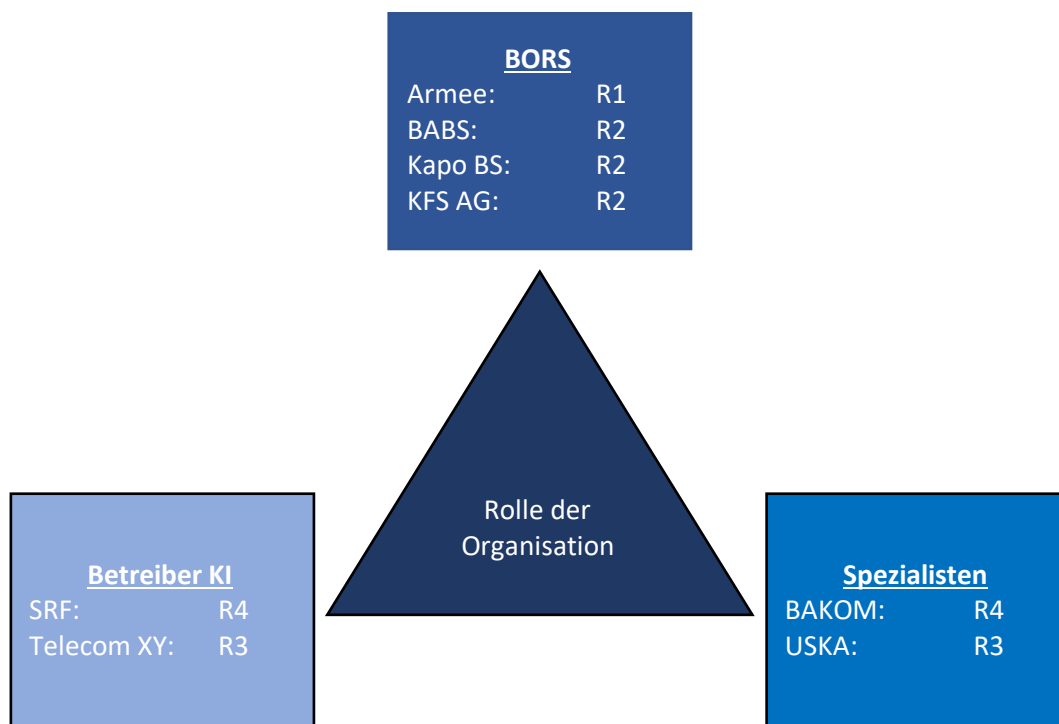 BORS
Armee: R1
BABS: R2
Kapo BS: R2
KFS AG: R2
Rolle der
Organisation
Betreiber KI
SRF: R4
Telecom XY: R3
Spezialisten
BAKOM: R4
USKA: R3